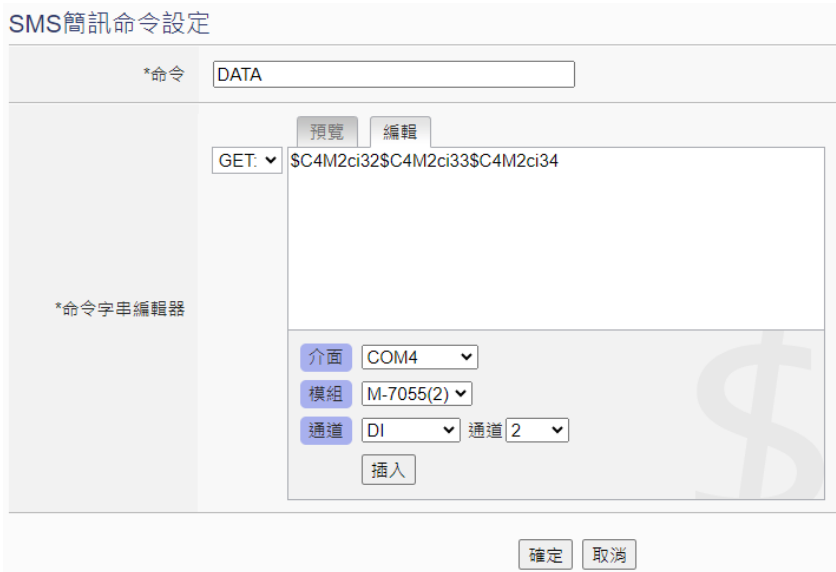 SMS簡訊命令設定
*命令 DATA
預覽 編輯
GET: $C4M2ci32$C4M2ci33$C4M2ci34
*命令字串編輯器
介面 COM4
模組 M-7055(2)
通道 DI 通道 2
插入
$
確定 取消